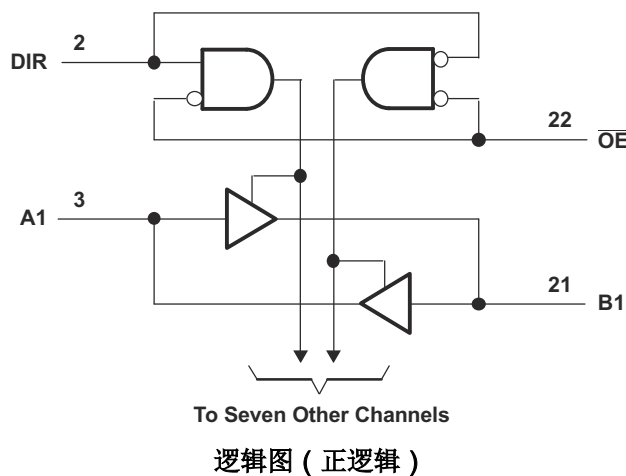 DIR
2
22
OE
A1
3
21
B1
To Seven Other Channels
逻辑图 ( 正逻辑 )